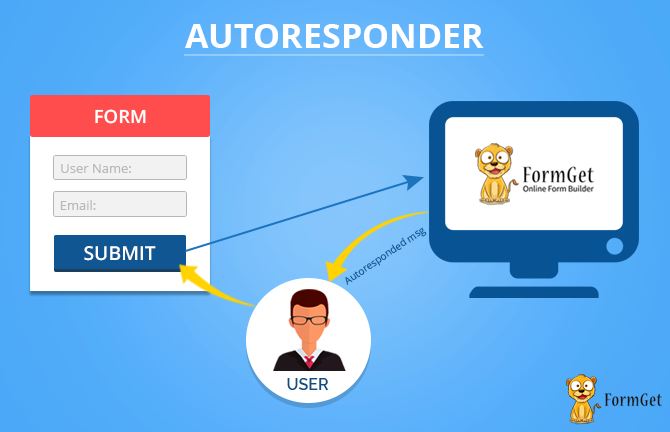 AUTORESPONDER
FORM
User Name:
Email:
SUBMIT
FormGet
Online Form Builder
Autoresponded msg
USER
FormGet